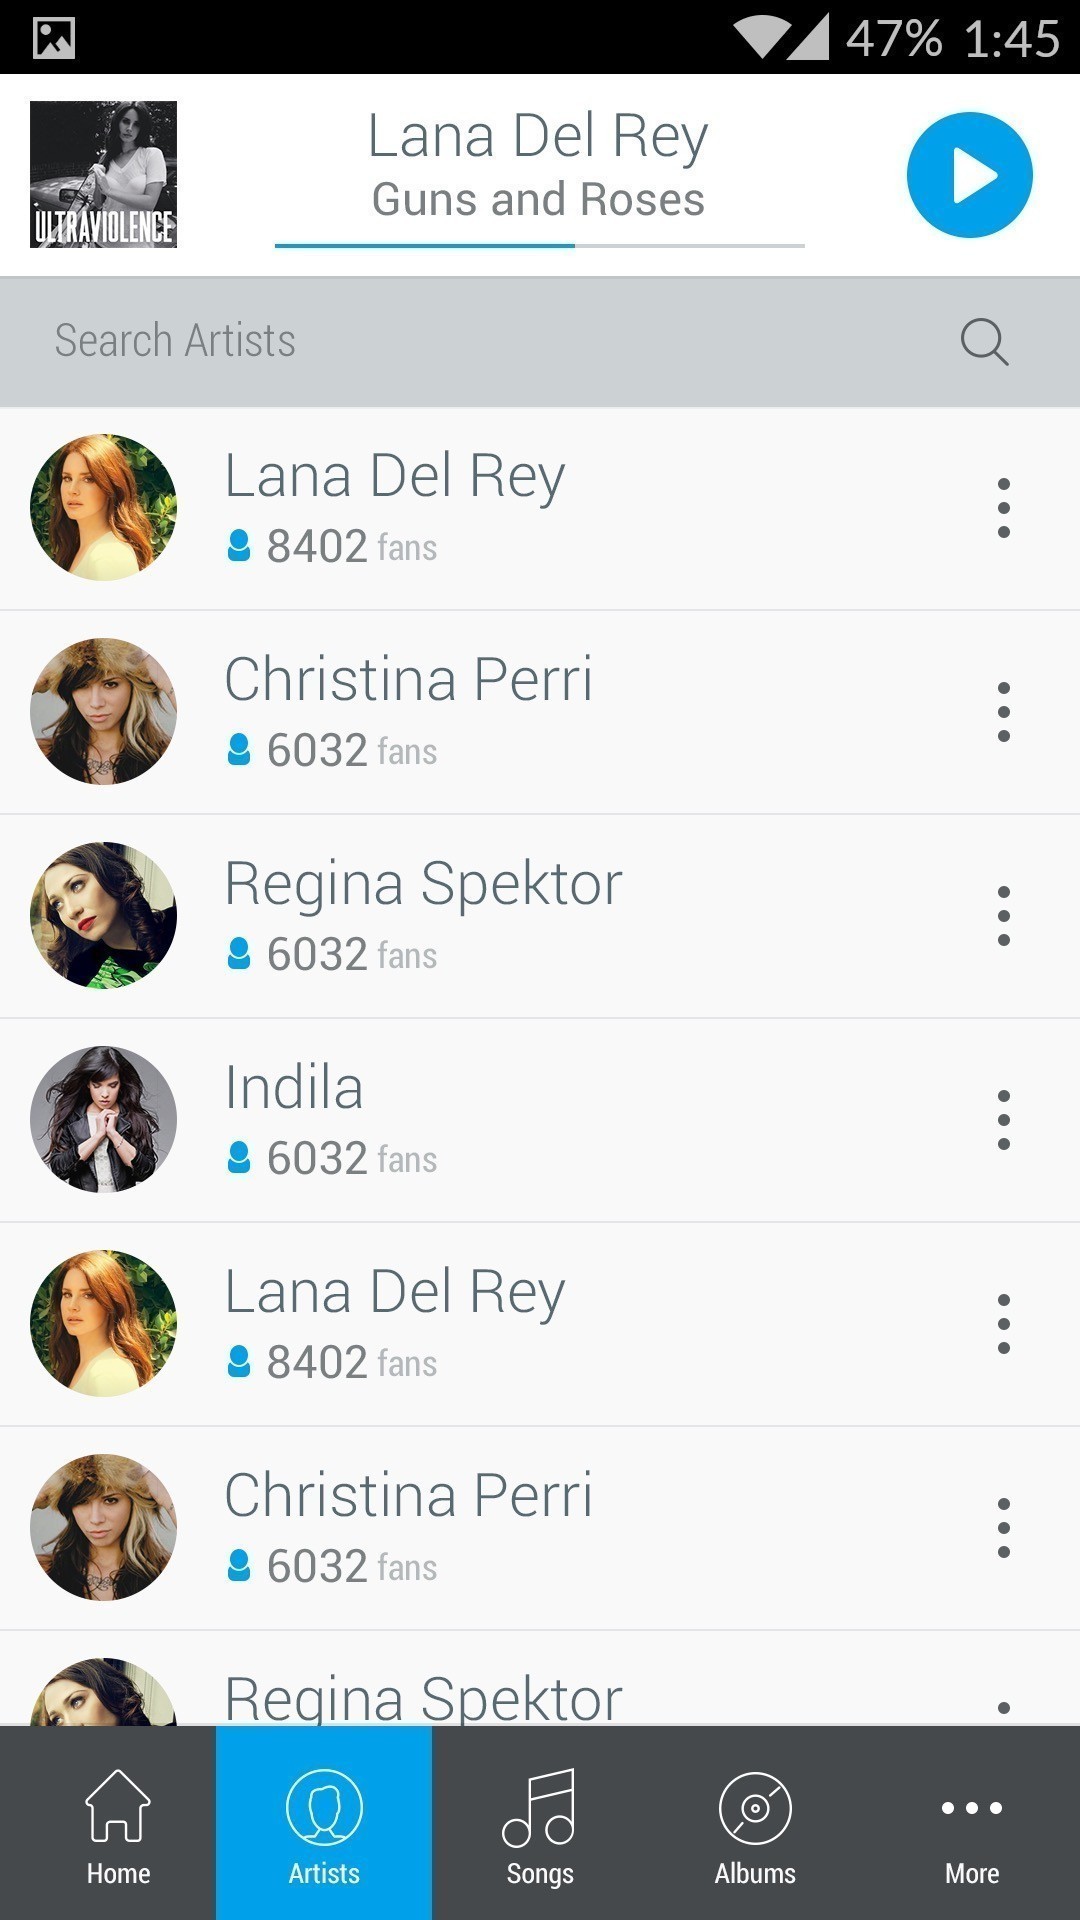 47% 1:45
ULTRAVIOLENCE
Lana Del Rey
Guns and Roses
Search Artists
Lana Del Rey
8402 fans
Christina Perri
6032 fans
Regina Spektor
6032 fans
Indila
6032 fans
Lana Del Rey
8402 fans
Christina Perri
6032 fans
Regina Spektor
Home
Artists
Songs
Albums
More